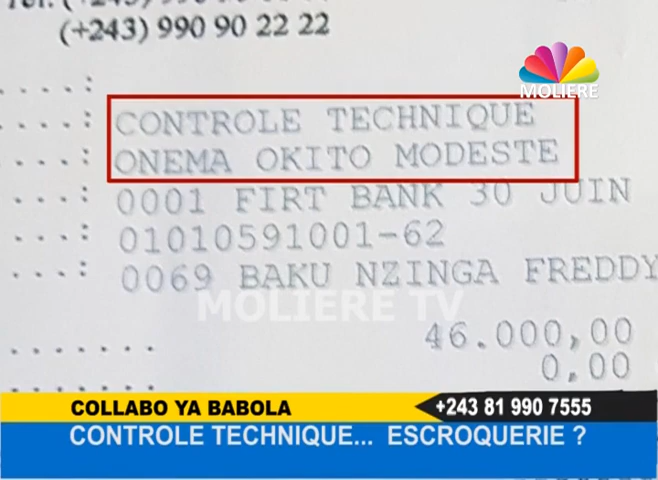 (+243) 990 90 22 22
MOLIERE
CONTROLE TECHNIQUE
ONEMA OKITO MODESTE
0001 FIRT BANK 30 JUIN
01010591001-62
0069 BAKU NZINGA FREDDY
MOLIERE TV
46.000,00
0,00
COLLABO YA BABOLA
+243 81 990 7555
CONTROLE TECHNIQUE... ESCROQUERIE ?